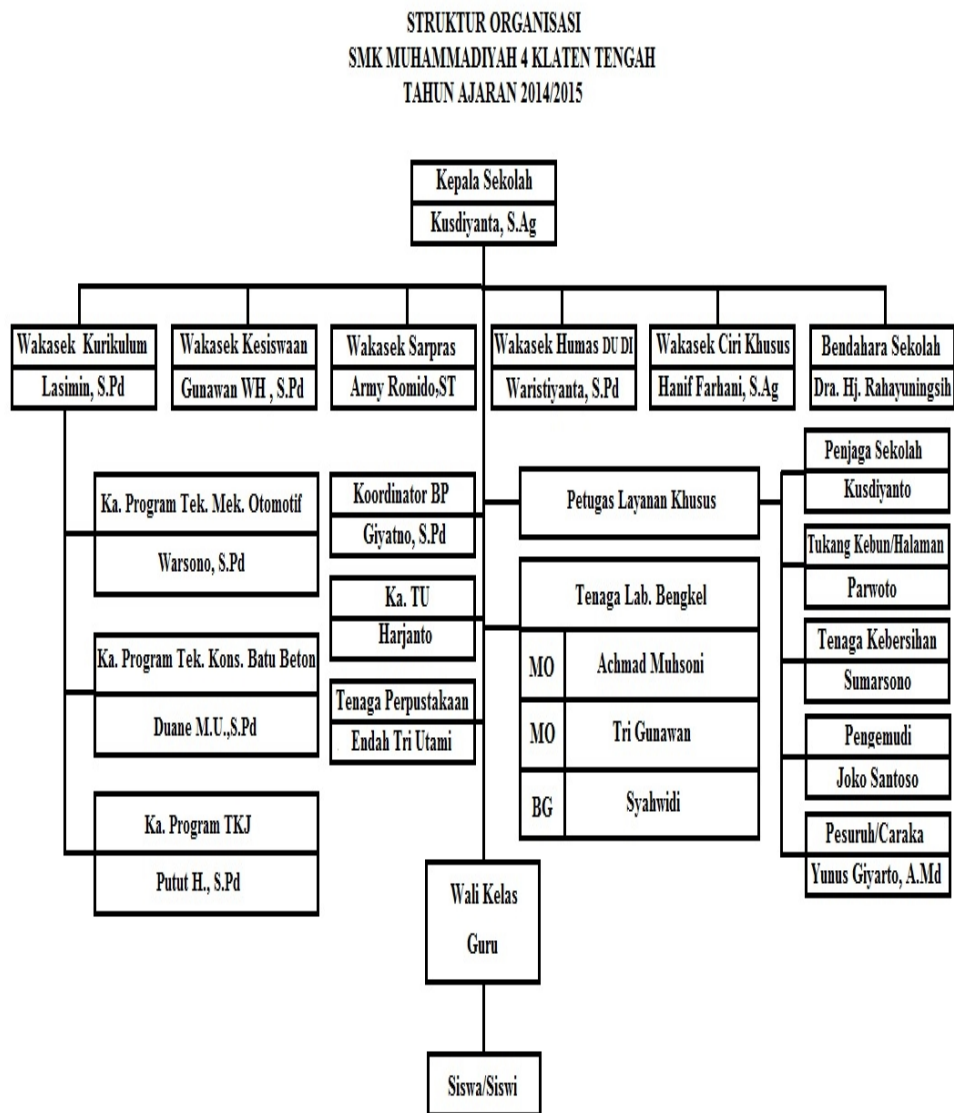 STRUKTUR ORGANISASI
SMK MUHAMMADIYAH 4 KLATEN TENGAH
TAHUN AJARAN 2014/2015
Kepala Sekolah
Kusdiyanta, S.Ag
Wakasek Kurikulum
Lasimin, S.Pd
Wakasek Kesiswaan
Gunawan WH , S.Pd
Wakasek Sarpras
Army Romido,ST
Wakasek Humas DU DI
Waristiyanta, S.Pd
Wakasek Ciri Khusus
Hanif Farhani, S.Ag
Bendahara Sekolah
Dra. Hj. Rahayuningsih
Ka. Program Tek. Mek. Otomotif
Warsono, S.Pd
Ka. Program Tek. Kons. Batu Beton
Duane M.U.,S.Pd
Ka. Program TKJ
Putut H., S.Pd
Koordinator BP
Giyatno, S.Pd
Ka. TU
Harjanto
Tenaga Perpustakaan
Endah Tri Utami
Petugas Layanan Khusus
Tenaga Lab. Bengkel
MO Achmad Muhsoni
MO Tri Gunawan
BG Syahwidi
Penjaga Sekolah
Kusdiyanto
Tukang Kebun/Halaman
Parwoto
Tenaga Kebersihan
Sumarsono
Pengemudi
Joko Santoso
Pesuruh/Caraka
Yunus Giyarto, A.Md
Wali Kelas
Guru
Siswa/Siswi